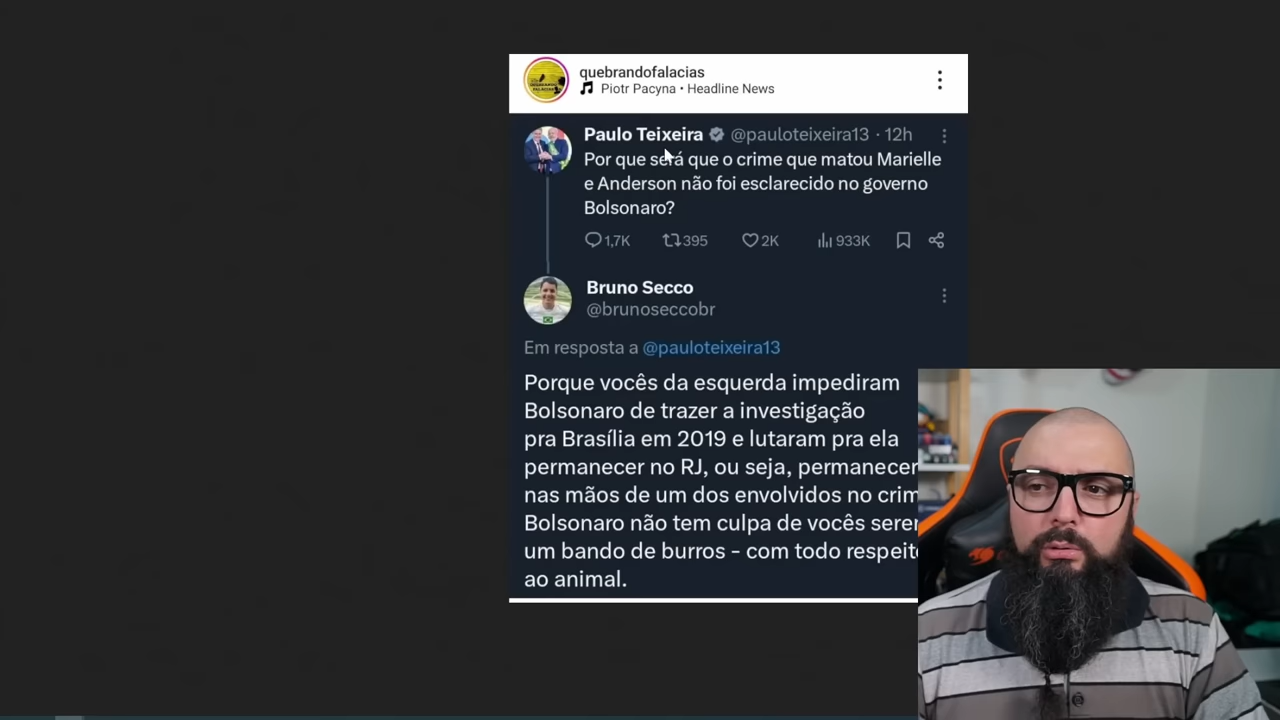 quebrandofalacias
Piotr Pacyna • Headline News
Paulo Teixeira @pauloteixeira13 · 12h
Por que será que o crime que matou Marielle
e Anderson não foi esclarecido no governo
Bolsonaro?
1,7K 395 2K 933K
Bruno Secco
@brunoseccobr
Em resposta a @pauloteixeira13
Porque vocês da esquerda impediram
Bolsonaro de trazer a investigação
pra Brasília em 2019 e lutaram pra ela
permanecer no RJ, ou seja, permanecer
nas mãos de um dos envolvidos no crim
Bolsonaro não tem culpa de vocês serer
um bando de burros - com todo respeit
ao animal.